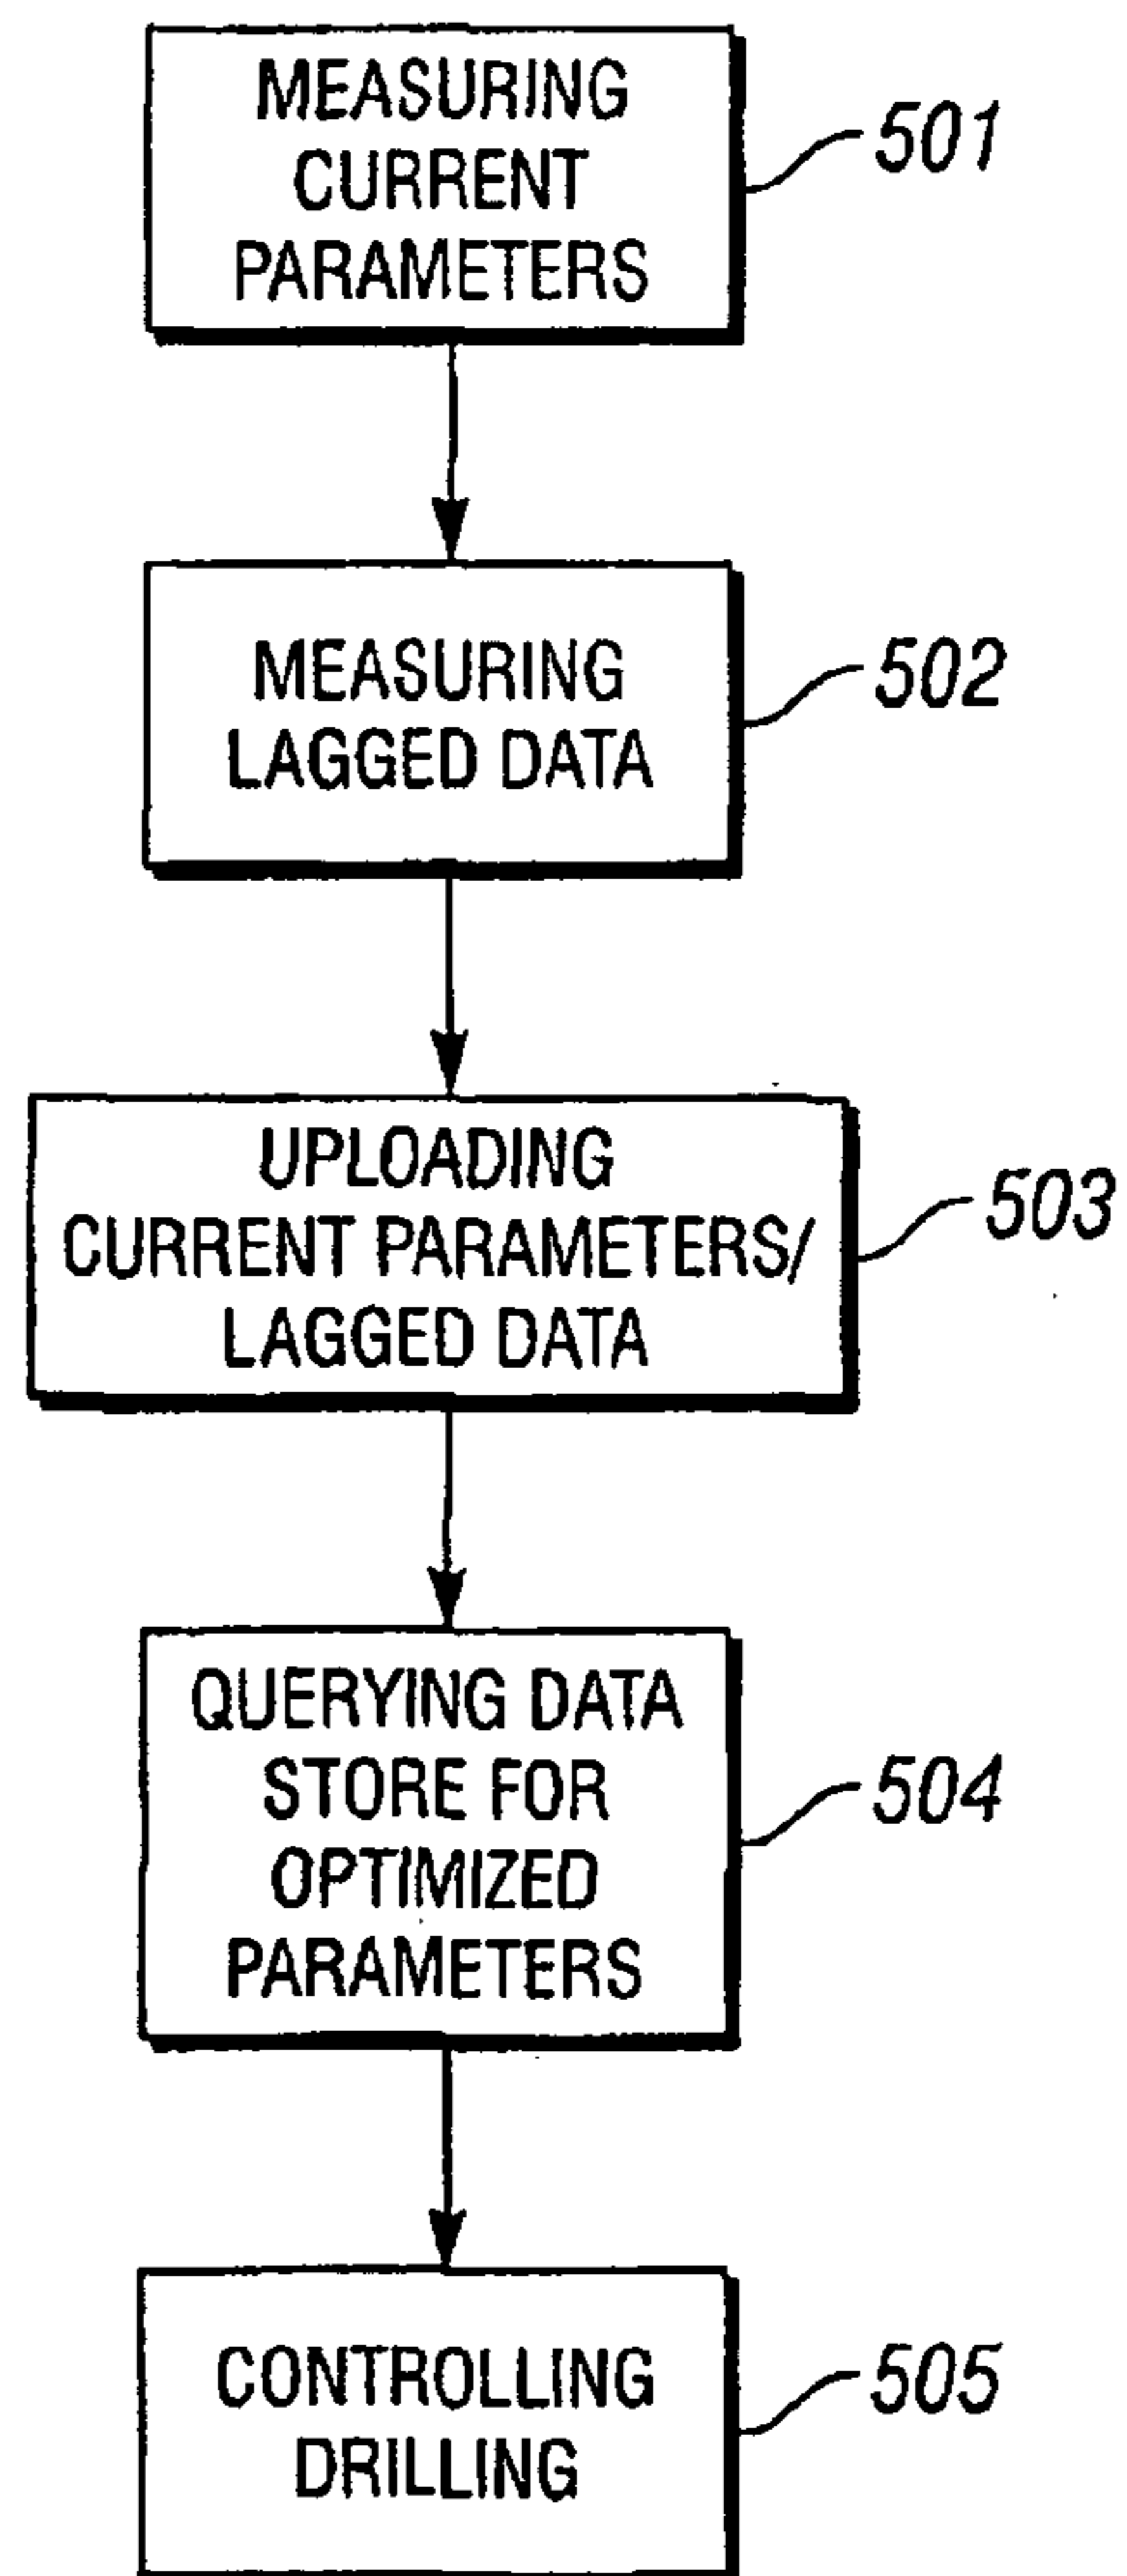 MEASURING
CURRENT
PARAMETERS
501
MEASURING
LAGGED DATA
502
UPLOADING
CURRENT PARAMETERS/
LAGGED DATA
503
QUERYING DATA
STORE FOR
OPTIMIZED
PARAMETERS
504
CONTROLLING
DRILLING
505